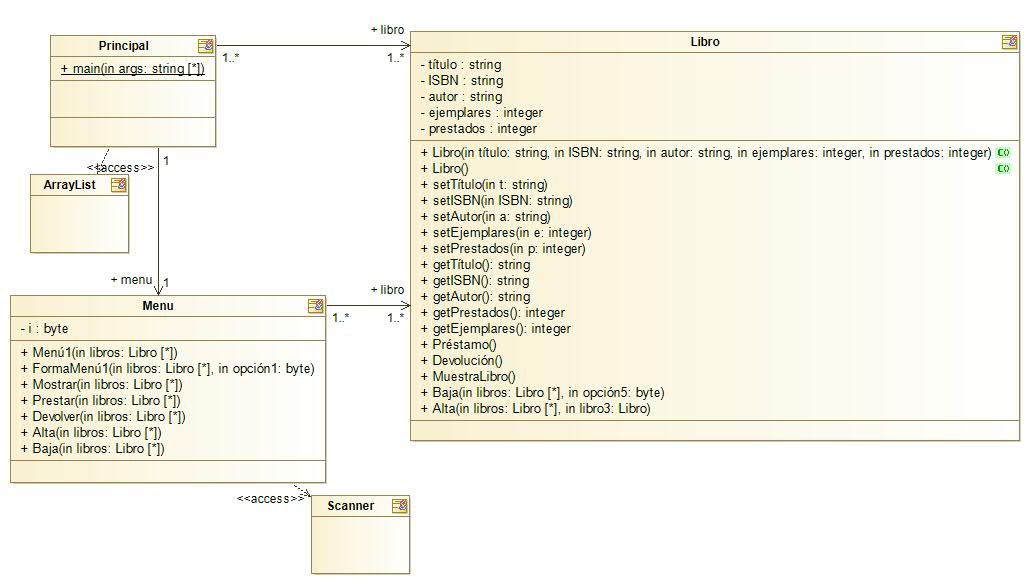 Principal
+ main(in args: string [*])
<<access>>
ArrayList
1
+ menu
1
+ libro
1..*
1..*
Libro
- título : string
- ISBN : string
- autor : string
- ejemplares : integer
- prestados : integer
+ Libro(in título: string, in ISBN: string, in autor: string, in ejemplares: integer, in prestados: integer)
+ Libro()
+ setTítulo(in t: string)
+ setISBN(in ISBN: string)
+ setAutor(in a: string)
+ setEjemplares(in e: integer)
+ setPrestados(in p: integer)
+ getTítulo(): string
+ getISBN(): string
+ getAutor(): string
+ getPrestados(): integer
+ getEjemplares(): integer
+ Préstamo()
+ Devolución()
+ MuestraLibro()
+ Baja(in libros: Libro [*], in opción5: byte)
+ Alta(in libros: Libro [*], in libro3: Libro)
Menu
- i : byte
+ Menú1(in libros: Libro [*])
+ FormaMenú1(in libros: Libro [*], in opción1: byte)
+ Mostrar(in libros: Libro [*])
+ Prestar(in libros: Libro [*])
+ Devolver(in libros: Libro [*])
+ Alta(in libros: Libro [*])
+ Baja(in libros: Libro [*])
+ libro
1..*
1..*
<<access>>
Scanner